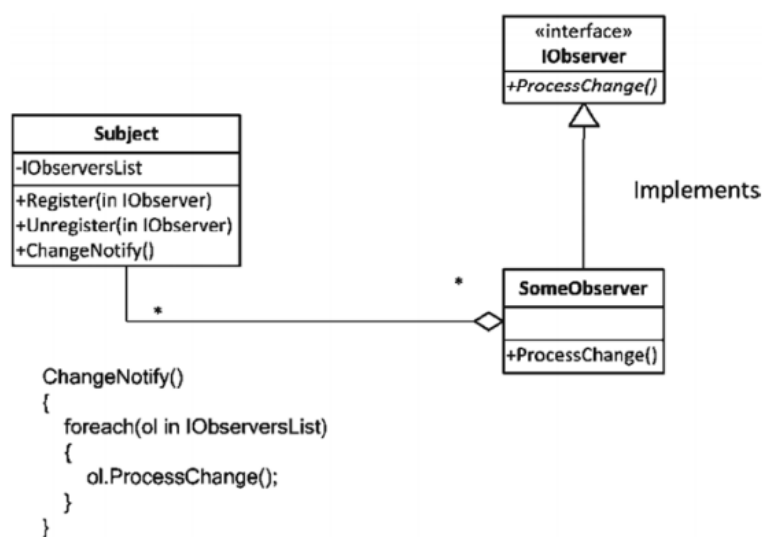 «interface»
IObserver
+ProcessChange()
Subject
-IObserversList
+Register(in IObserver)
+Unregister(in IObserver)
+ChangeNotify()
Implements
*
*
SomeObserver
+ProcessChange()
ChangeNotify()
{
foreach(ol in IObserversList)
{
ol.ProcessChange();
}
}